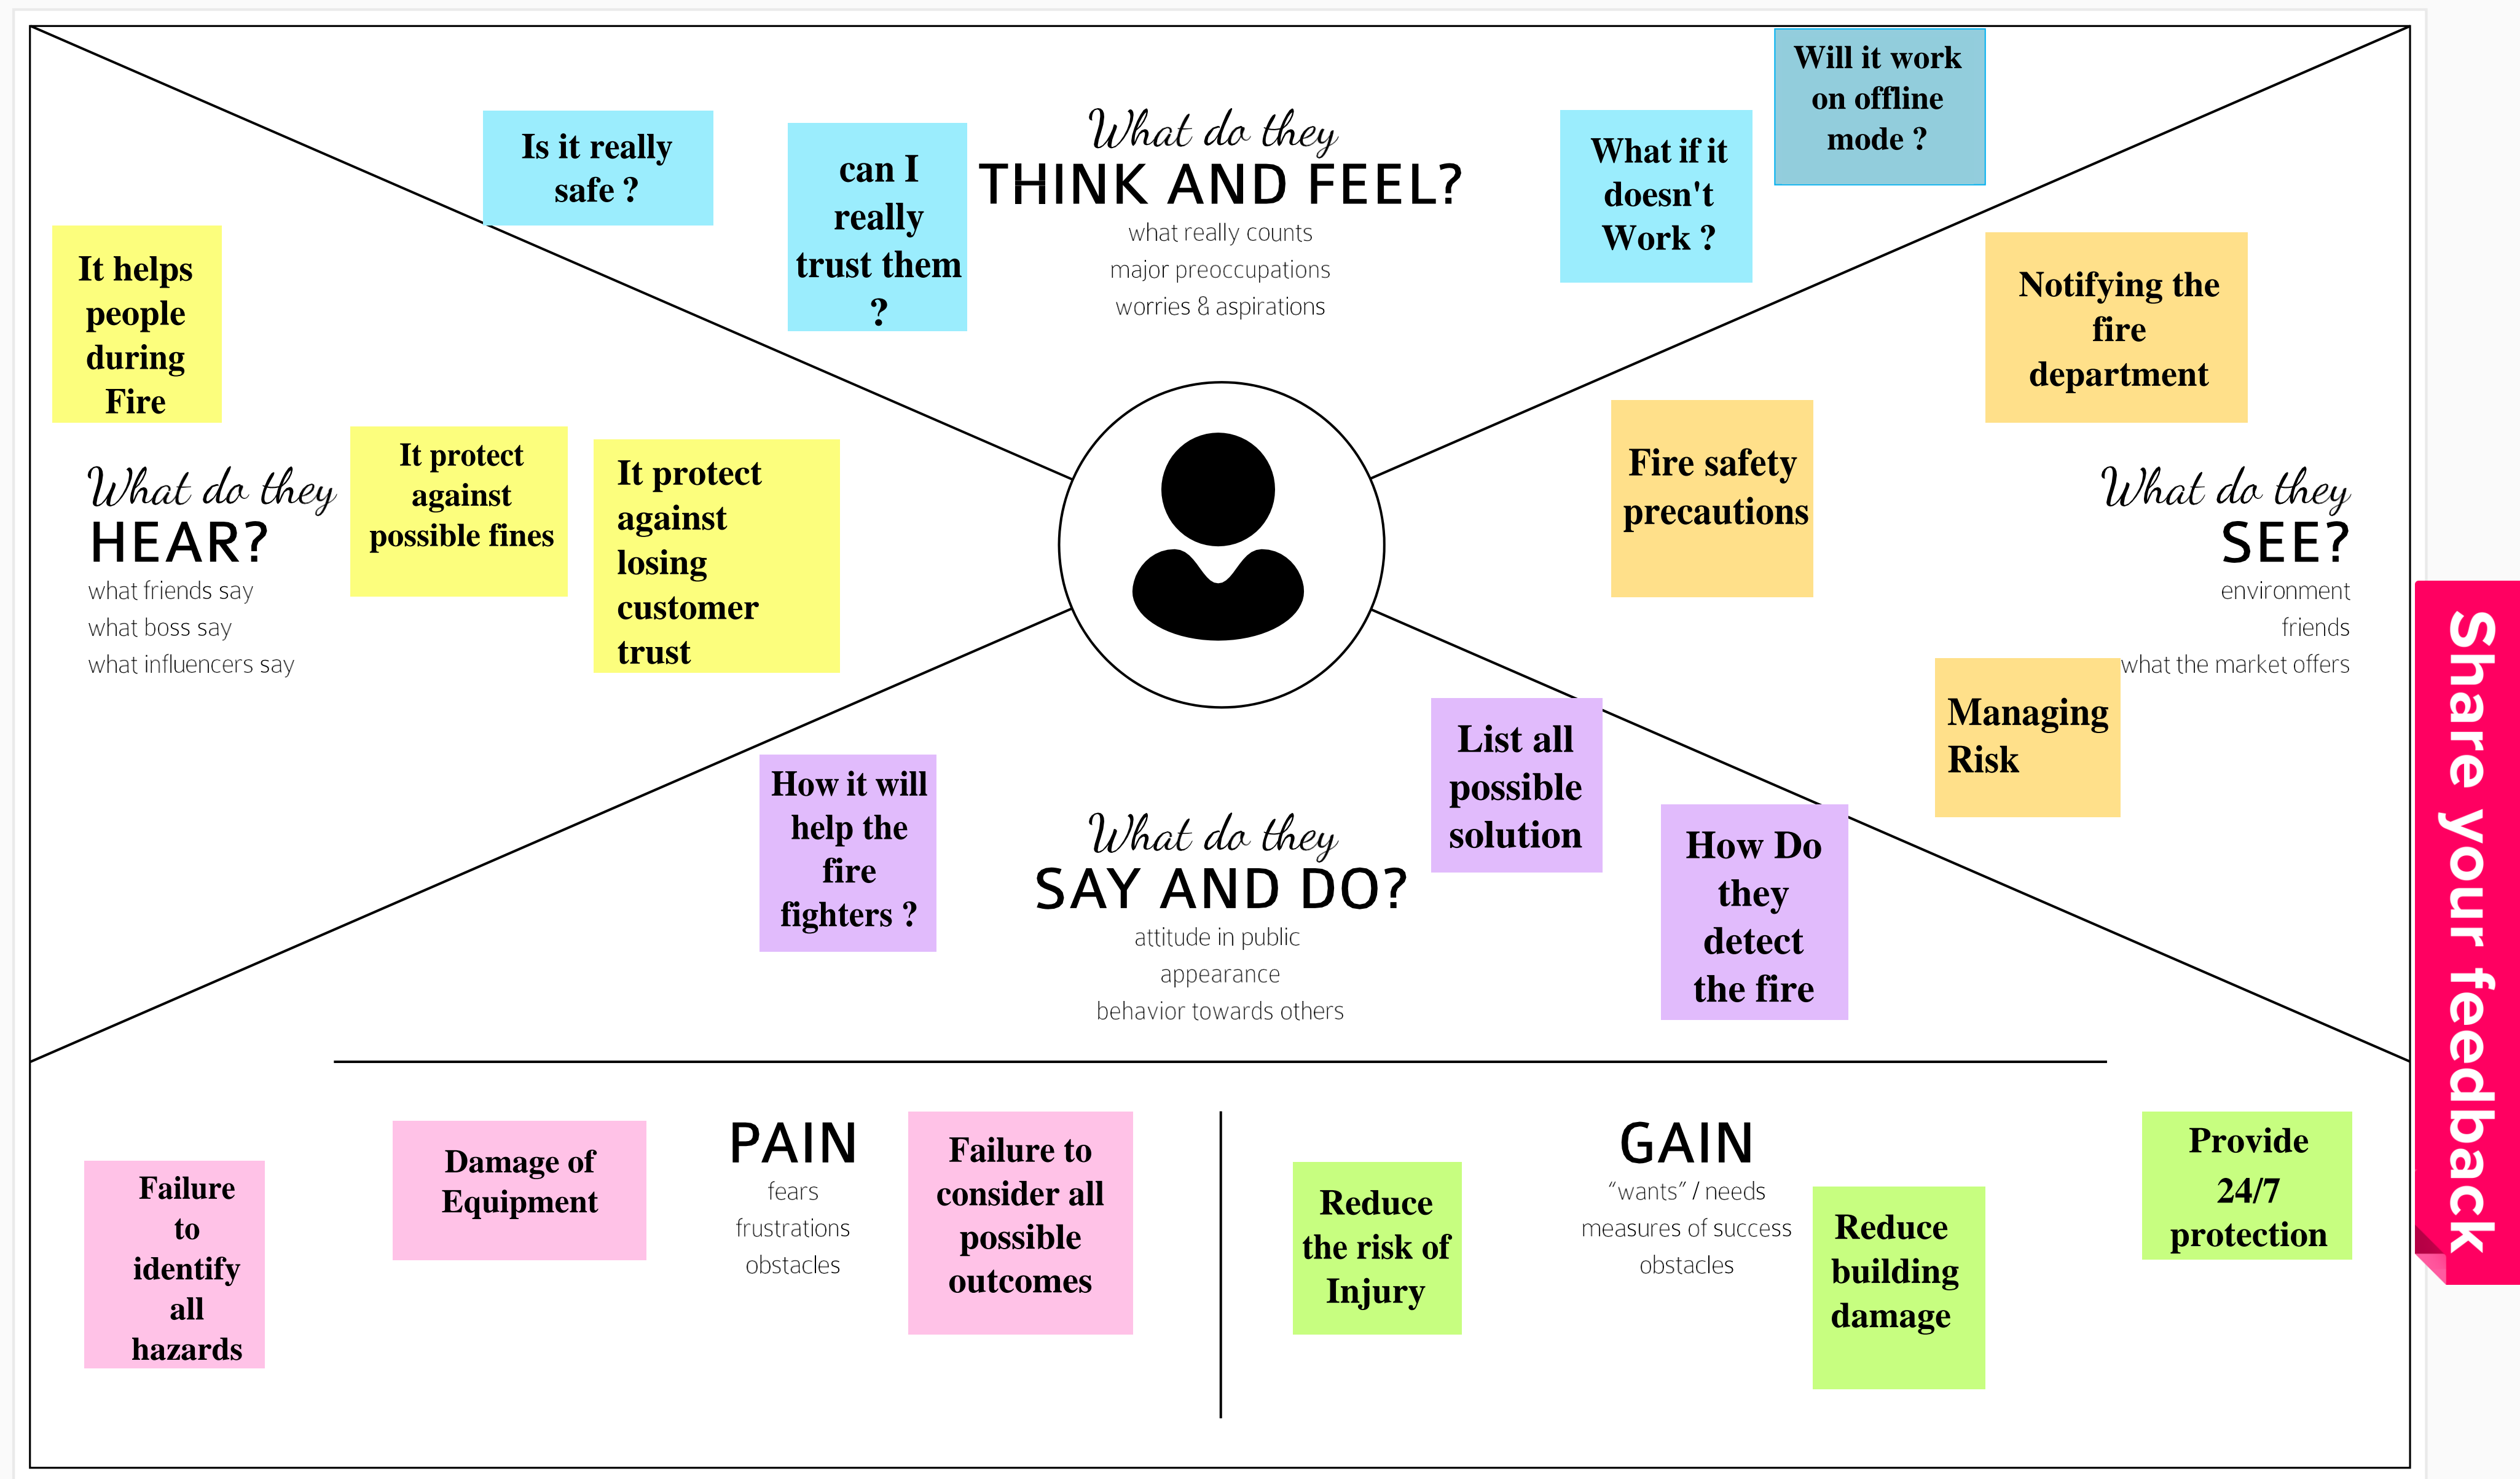 Is it really
safe ?
can I
really
trust them
?
What do they
THINK AND FEEL?
what really counts
major preoccupations
worries & aspirations
What if it
doesn't
Work ?
Will it work
on offline
mode ?
It helps
people
during
Fire
What do they
HEAR?
what friends say
what boss say
what influencers say
It protect
against
possible fines
It protect
against
losing
customer
trust
Fire safety
precautions
Notifying the
fire
department
What do they
SEE?
environment
friends
what the market offers
Managing
Risk
How it will
help the
fire
fighters ?
What do they
SAY AND DO?
attitude in public
appearance
behavior towards others
List all
possible
solution
How Do
they
detect
the fire
Failure
to
identify
all
hazards
Damage of
Equipment
PAIN
fears
frustrations
obstacles
Failure to
consider all
possible
outcomes
Reduce
the risk of
Injury
GAIN
“wants” / needs
measures of success
obstacles
Reduce
building
damage
Provide
24/7
protection
Share your feedback